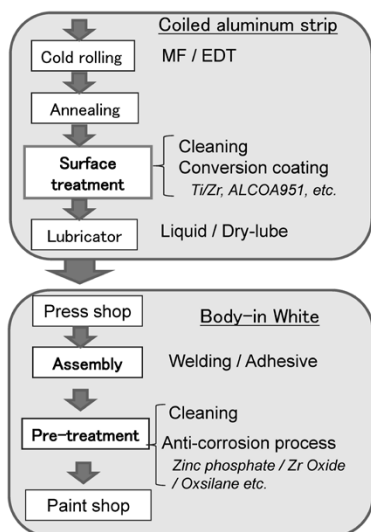 Coiled aluminum strip
Cold rolling
MF / EDT
Annealing
Surface
treatment
Cleaning
Conversion coating
Ti/Zr, ALCOA951, etc.
Lubricator
Liquid / Dry-lube
Press shop
Body-in White
Assembly
Welding / Adhesive
Pre-treatment
Cleaning
Anti-corrosion process
Zinc phosphate / Zr Oxide
/ Oxsilane etc.
Paint shop